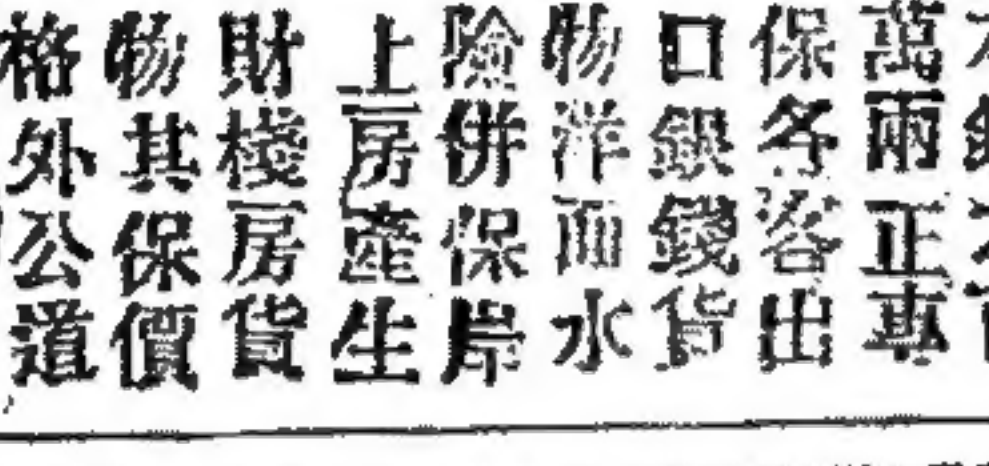 萬兩正專
保各咨出
口銀錢貨
物洋面水
險併保岸
上房產生
財棧房貨
物其保價
格外公道